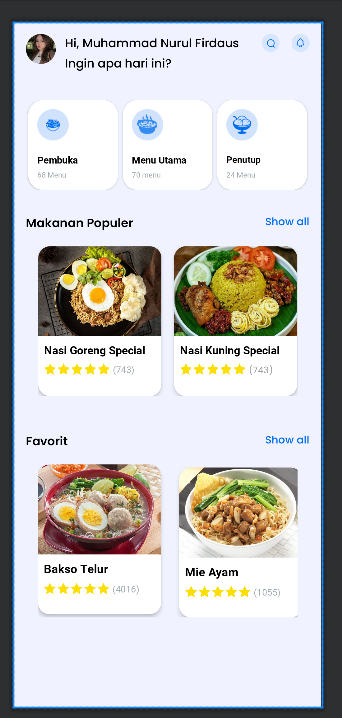 Hi, Muhammad Nurul Firdaus
Ingin apa hari ini?
Pembuka
68 Menu
Menu Utama
70 menu
Penutup
24 Menu
Makanan Populer
Show all
Nasi Goreng Special
(743)
Nasi Kuning Special
(743)
Favorit
Show all
Bakso Telur
(4016)
Mie Ayam
(1055)